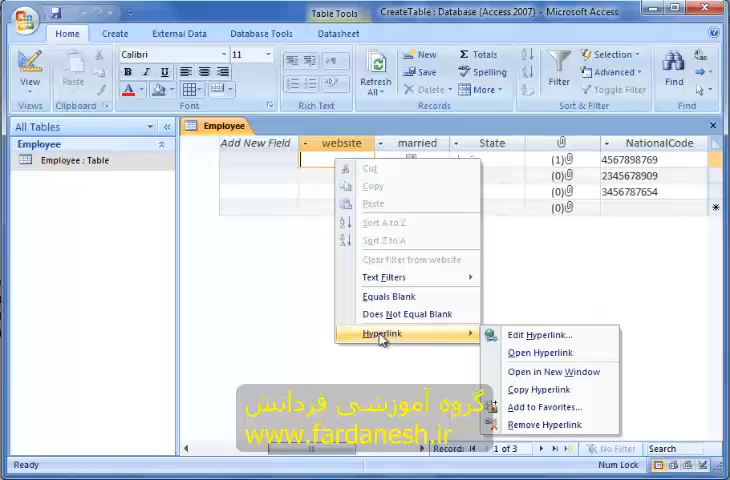 Table Tools
CreateTable : Database (Access 2007) - Microsoft Access
Home Create External Data Database Tools Datasheet
View
Views
Paste
Clipboard
Calibri 11
B I U
A
Font
Rich Text
Refresh All
New
Save
Delete
Totals
Spelling
More
Records
Filter
Selection
Advanced
Toggle Filter
Sort & Filter
Find
Find
All Tables
Employee
Employee : Table
Employee
Add New Field website married State NationalCode
(1) 4567898769
(0) 2345678909
(0) 3456787654
(0)
Cut
Copy
Paste
Sort A to Z
Sort Z to A
Clear filter from website
Text Filters
Equals Blank
Does Not Equal Blank
Hyperlink
Edit Hyperlink...
Open Hyperlink
Open in New Window
Copy Hyperlink
Add to Favorites...
Remove Hyperlink
گروه آموزشی فردانش
www.fardanesh.ir
Record: 1 of 3 No Filter Search
Ready Num Lock